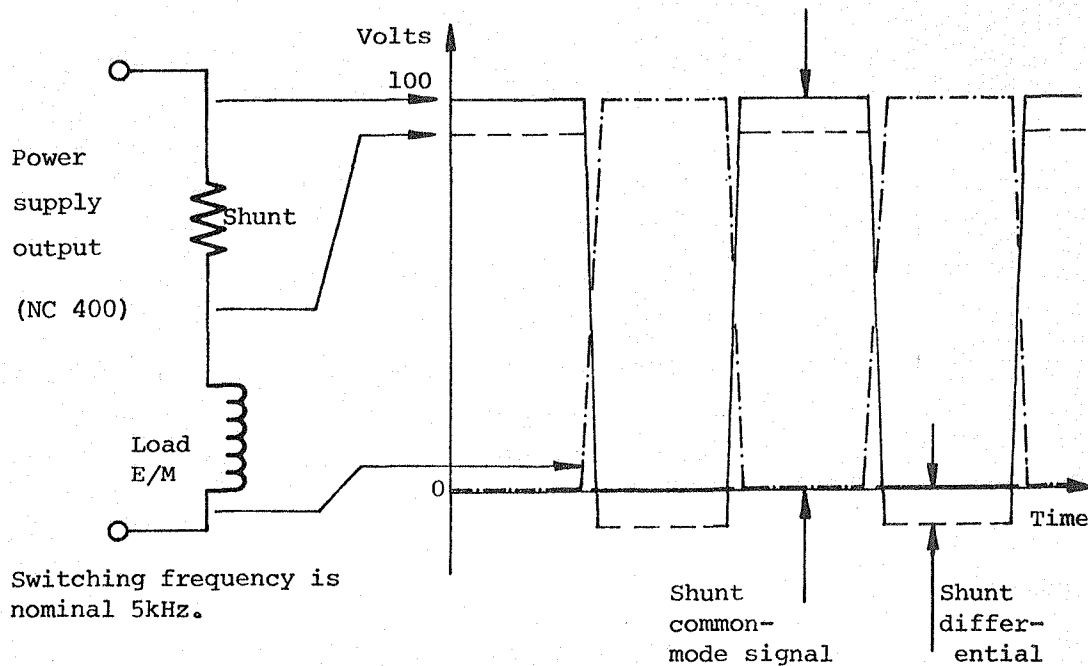 Volts
100
Power
supply
output
(NC 400)
Shunt
Load
E/M
0
Time
Switching frequency is
nominal 5kHz.
Shunt
common-
mode signal
Shunt
differ-
ential